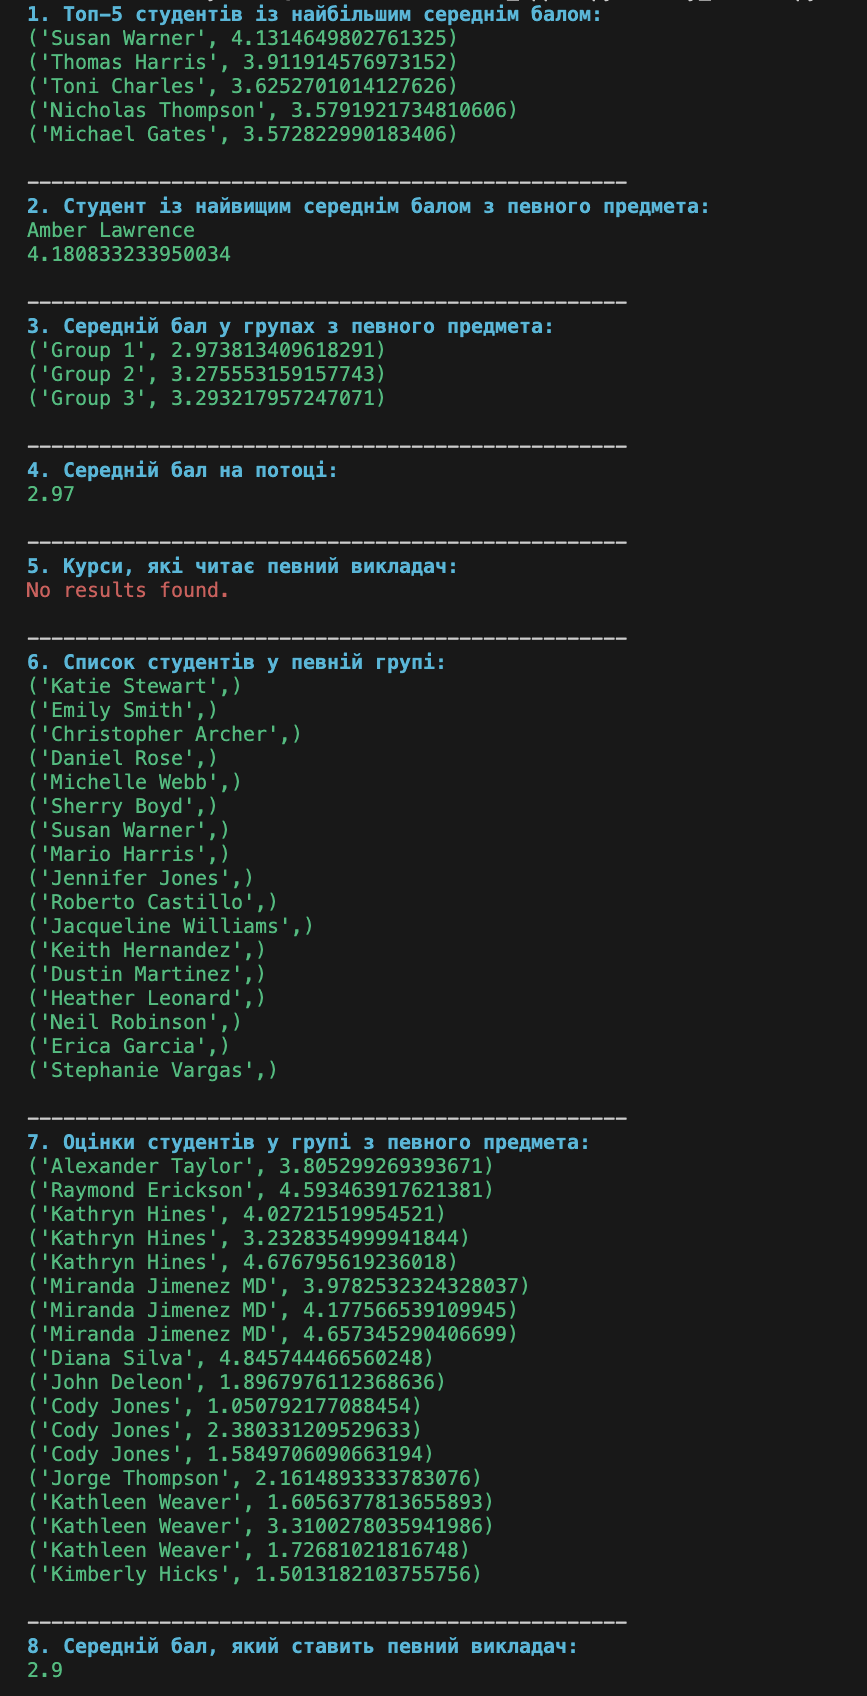 1. Топ-5 студентів із найбільшим середнім балом:
('Susan Warner', 4.1314649802761325)
('Thomas Harris', 3.911914576973152)
('Toni Charles', 3.6252701014127626)
('Nicholas Thompson', 3.5791921734810606)
('Michael Gates', 3.572822990183406)
--------------------------------------------------
2. Студент із найвищим середнім балом з певного предмета:
Amber Lawrence
4.180833233950034
--------------------------------------------------
3. Середній бал у групах з певного предмета:
('Group 1', 2.973813409618291)
('Group 2', 3.275553159157743)
('Group 3', 3.293217957247071)
--------------------------------------------------
4. Середній бал на потоці:
2.97
--------------------------------------------------
5. Курси, які читає певний викладач:
No results found.
--------------------------------------------------
6. Список студентів у певній групі:
('Katie Stewart',)
('Emily Smith',)
('Christopher Archer',)
('Daniel Rose',)
('Michelle Webb',)
('Sherry Boyd',)
('Susan Warner',)
('Mario Harris',)
('Jennifer Jones',)
('Roberto Castillo',)
('Jacqueline Williams',)
('Keith Hernandez',)
('Dustin Martinez',)
('Heather Leonard',)
('Neil Robinson',)
('Erica Garcia',)
('Stephanie Vargas',)
--------------------------------------------------
7. Оцінки студентів у групі з певного предмета:
('Alexander Taylor', 3.805299269393671)
('Raymond Erickson', 4.593463917621381)
('Kathryn Hines', 4.02721519954521)
('Kathryn Hines', 3.2328354999941844)
('Kathryn Hines', 4.676795619236018)
('Miranda Jimenez MD', 3.9782532324328037)
('Miranda Jimenez MD', 4.177566539109945)
('Miranda Jimenez MD', 4.657345290406699)
('Diana Silva', 4.845744466560248)
('John Deleon', 1.8967976112368636)
('Cody Jones', 1.050792177088454)
('Cody Jones', 2.380331209529633)
('Cody Jones', 1.5849706090663194)
('Jorge Thompson', 2.1614893333783076)
('Kathleen Weaver', 1.6056377813655893)
('Kathleen Weaver', 3.3100278035941986)
('Kathleen Weaver', 1.72681021816748)
('Kimberly Hicks', 1.5013182103755756)
--------------------------------------------------
8. Середній бал, який ставить певний викладач:
2.9